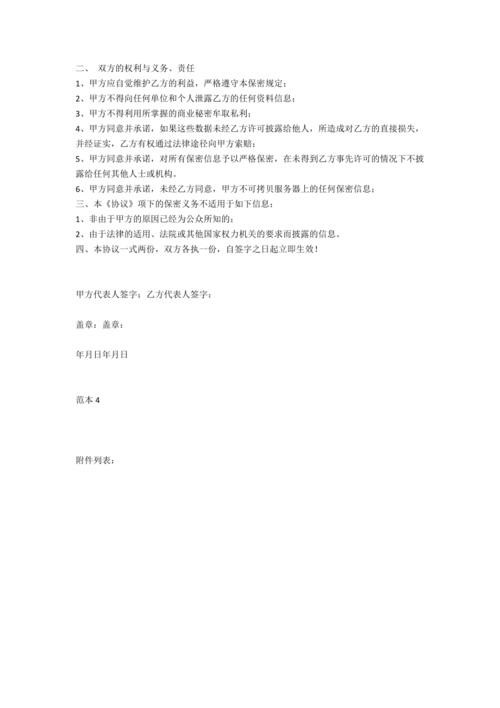 二、 双方的权利与义务、责任
1、甲方应自觉维护乙方的利益，严格遵守本保密规定；
2、甲方不得向任何单位和个人泄露乙方的任何资料信息；
3、甲方不得利用所掌握的商业秘密牟取私利；
4、甲方同意并承诺，如果这些数据未经乙方许可披露给他人，所造成对乙方的直接损失，
并经证实，乙方有权通过法律途径向甲方索赔；
5、甲方同意并承诺，对所有保密信息予以严格保密，在未得到乙方事先许可的情况下不披
露给任何其他人士或机构。
6、甲方同意并承诺，未经乙方同意，甲方不可拷贝服务器上的任何保密信息；
三、本《协议》项下的保密义务不适用于如下信息：
1、非由于甲方的原因已经为公众所知的；
2、由于法律的适用、法院或其他国家权力机关的要求而披露的信息。
四、本协议一式两份，双方各执一份，自签字之日起立即生效！
甲方代表人签字；乙方代表人签字：
盖章：盖章：
年月日年月日
范本 4
附件列表：